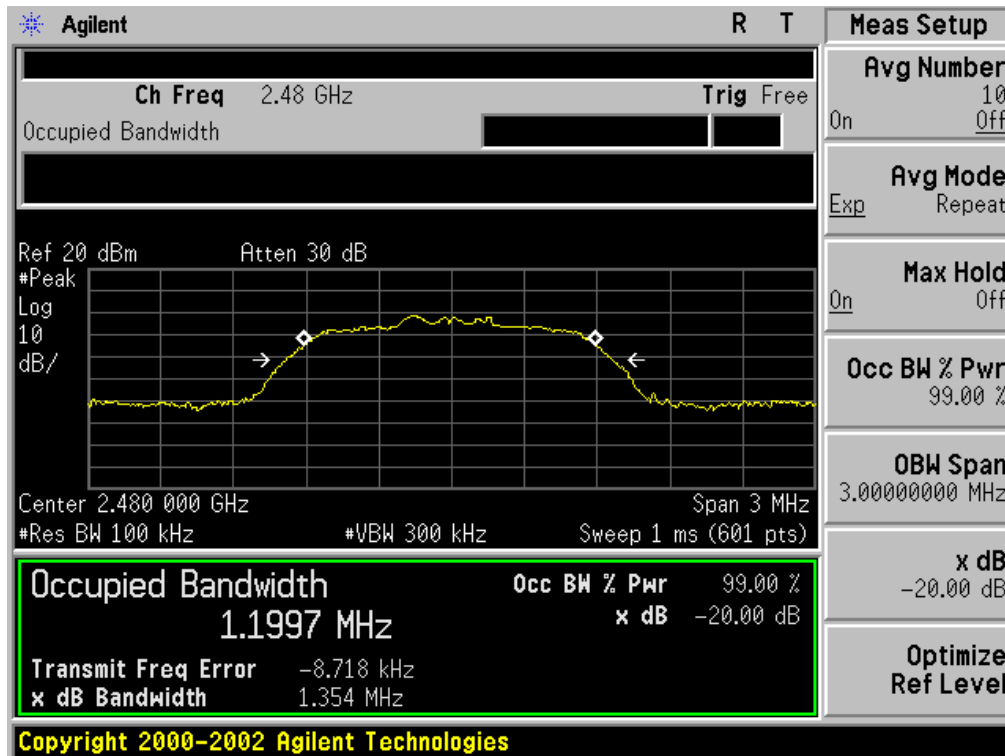 Agilent R T
Ch Freq 2.48 GHz Trig Free
Occupied Bandwidth
Ref 20 dBm Atten 30 dB
#Peak
Log
10
dB/
Center 2.480 000 GHz Span 3 MHz
#Res BW 100 kHz #VBW 300 kHz Sweep 1 ms (601 pts)
Occupied Bandwidth Occ BW % Pwr 99.00 %
1.1997 MHz x dB -20.00 dB
Transmit Freq Error -8.718 kHz
x dB Bandwidth 1.354 MHz
Copyright 2000-2002 Agilent Technologies
Meas Setup
Avg Number
10
On Off
Avg Mode
Exp Repeat
Max Hold
On Off
Occ BW % Pwr
99.00 %
OBW Span
3.00000000 MHz
x dB
-20.00 dB
Optimize
Ref Level